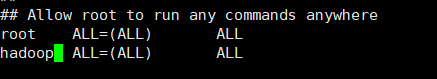 ##
## Allow root to run any commands anywhere
root ALL=(ALL) ALL
hadoop ALL=(ALL) ALL